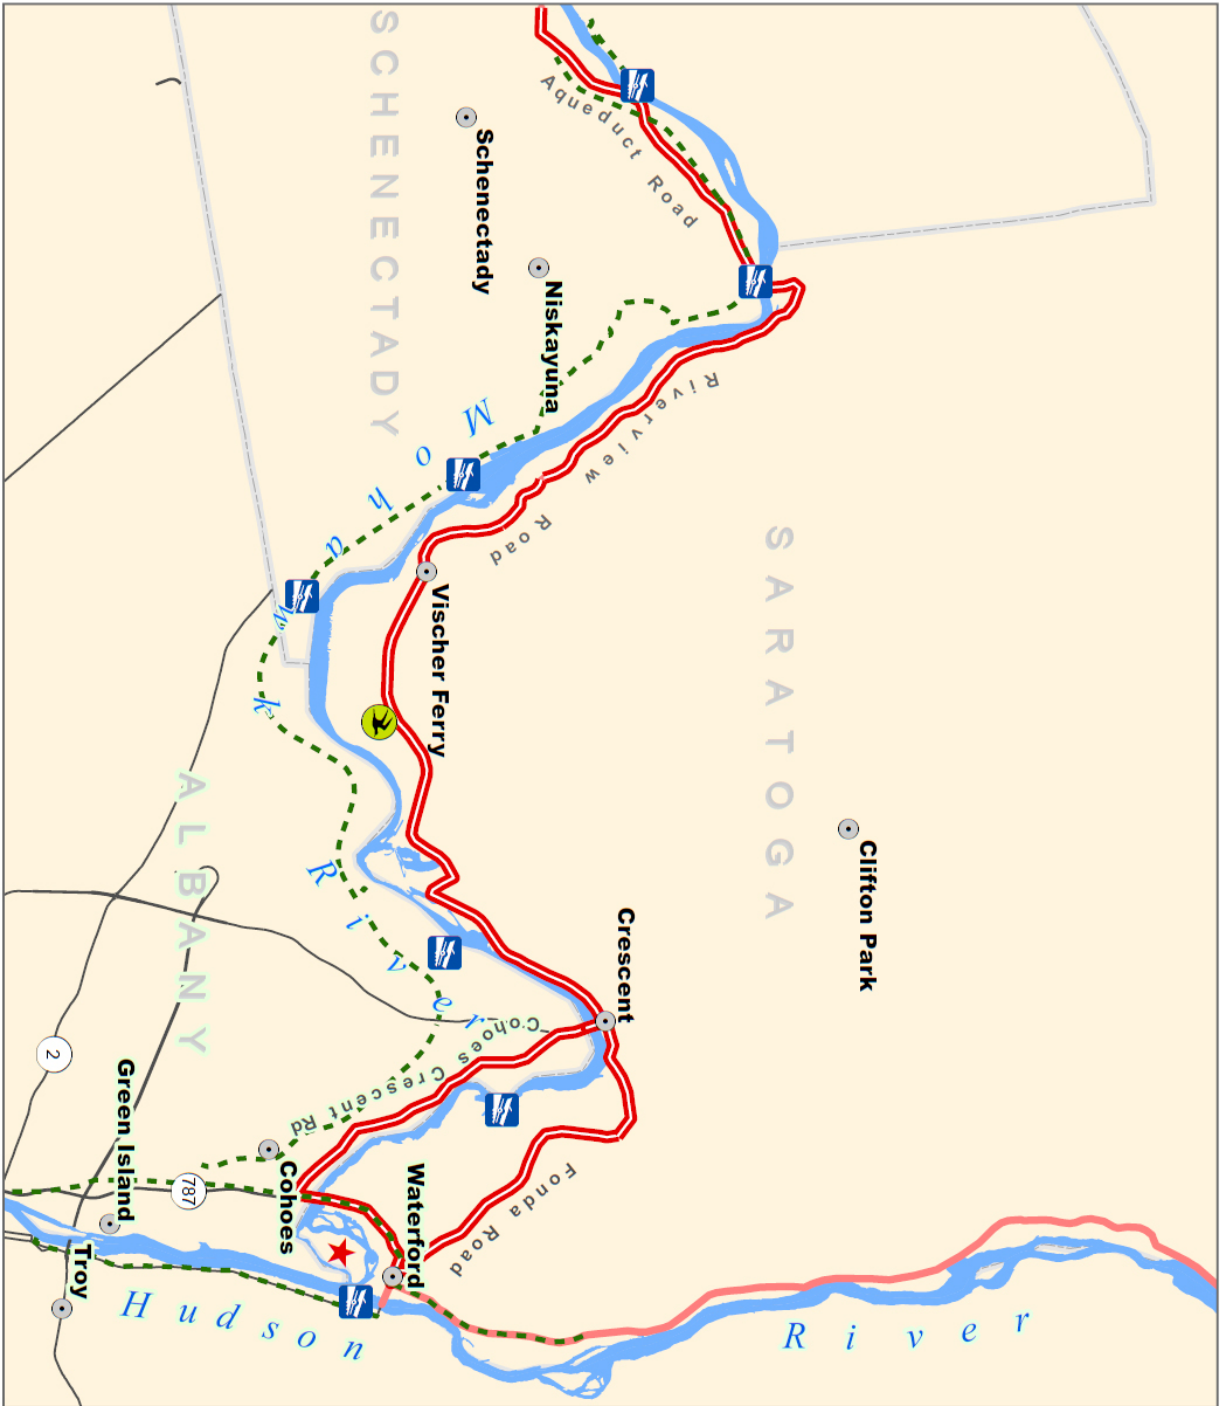 SCHENECTADY
Aqueduct Road
Schenectady
Niskayuna
Mohawk River
Riverview Road
Vischer Ferry
SARATOGA
Clifton Park
ALBANY
Crescent
Cohoes Crescent Rd
2
Green Island
787
Cohoes
Waterford
Fonda Road
Troy
Hudson River